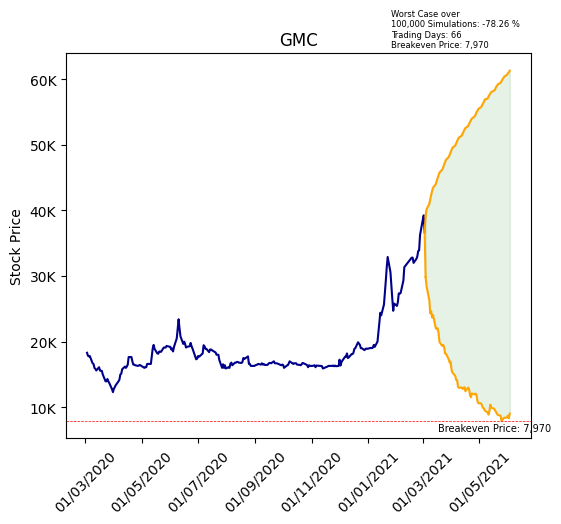 Worst Case over
100,000 Simulations: -78.26 %
Trading Days: 66
Breakeven Price: 7,970
GMC
Stock Price
60K
50K
40K
30K
20K
10K
Breakeven Price: 7,970
01/03/2020
01/05/2020
01/07/2020
01/09/2020
01/11/2020
01/01/2021
01/03/2021
01/05/2021